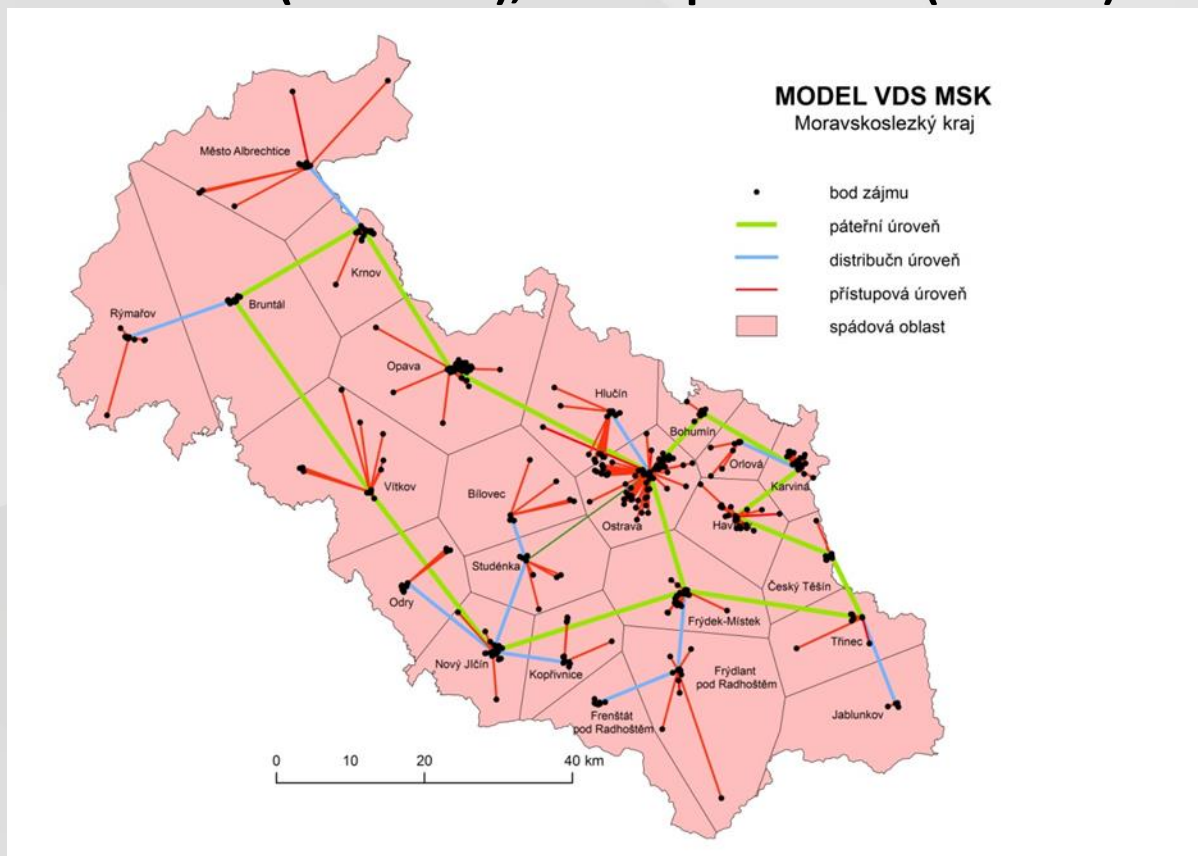 MODEL VDS MSK
Moravskoslezký kraj
bod zájmu
páteřní úroveň
distribučn úroveň
přístupová úroveň
spádová oblast
Město Albrechtice
Krnov
Bruntál
Rýmařov
Opava
Hlučín
Bohumín
Orlová
Karviná
Vítkov
Bílovec
Ostrava
Hav
Studénka
Český Těšín
Odry
Frýdek-Místek
Třinec
Nový JIčín
Kopřivnice
Frýdlant
pod Radhoštěm
Jablunkov
Frenštát
pod Radhoštěm
0 10 20 40 km